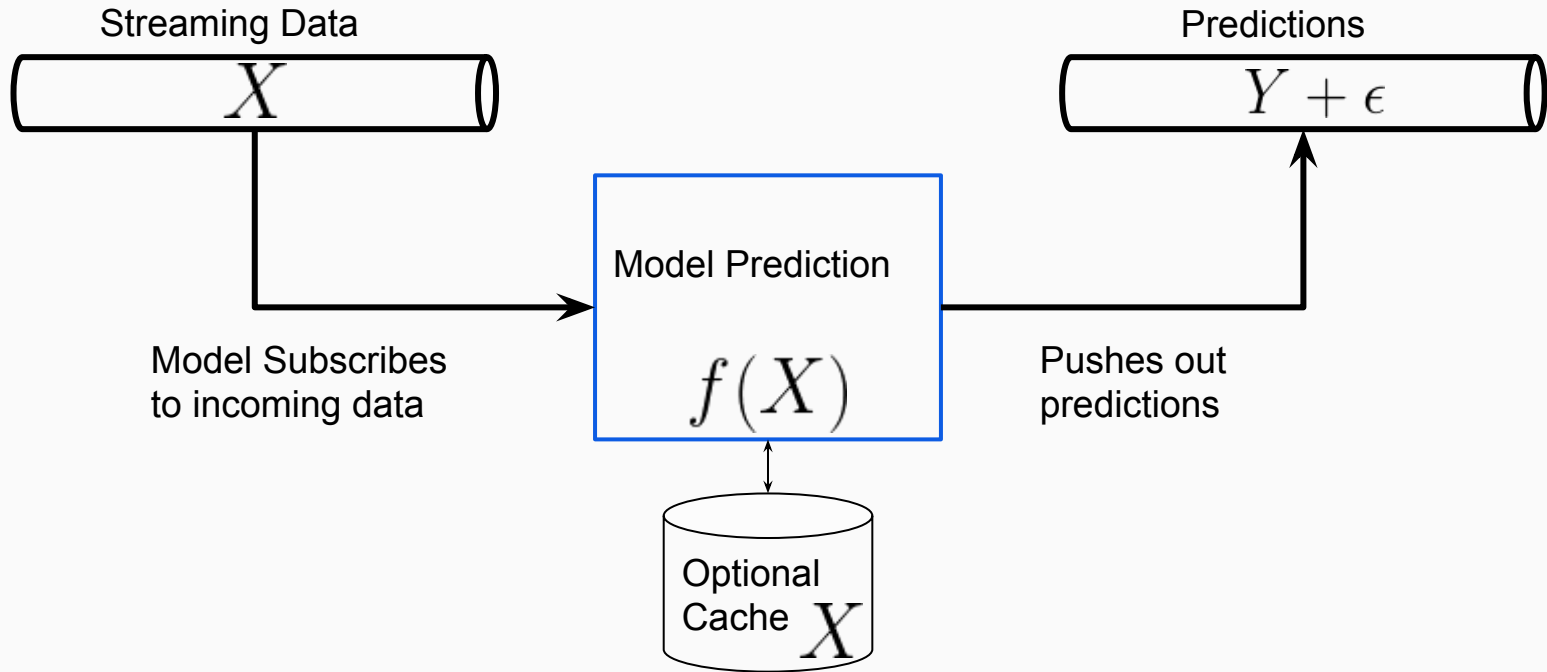 Streaming Data
X
Predictions
Y + ϵ
Model Prediction
f(X)
Model Subscribes
to incoming data
Pushes out
predictions
Optional
Cache X